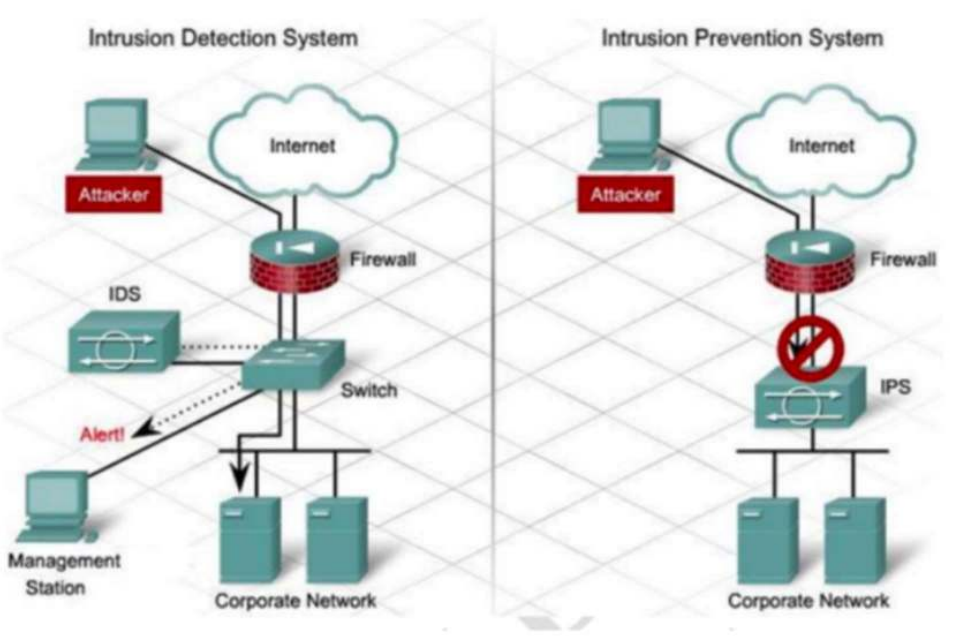 Intrusion Detection System
Internet
Attacker
Firewall
IDS
Switch
Alert!
Management
Station
Corporate Network
Intrusion Prevention System
Internet
Attacker
Firewall
IPS
Corporate Network